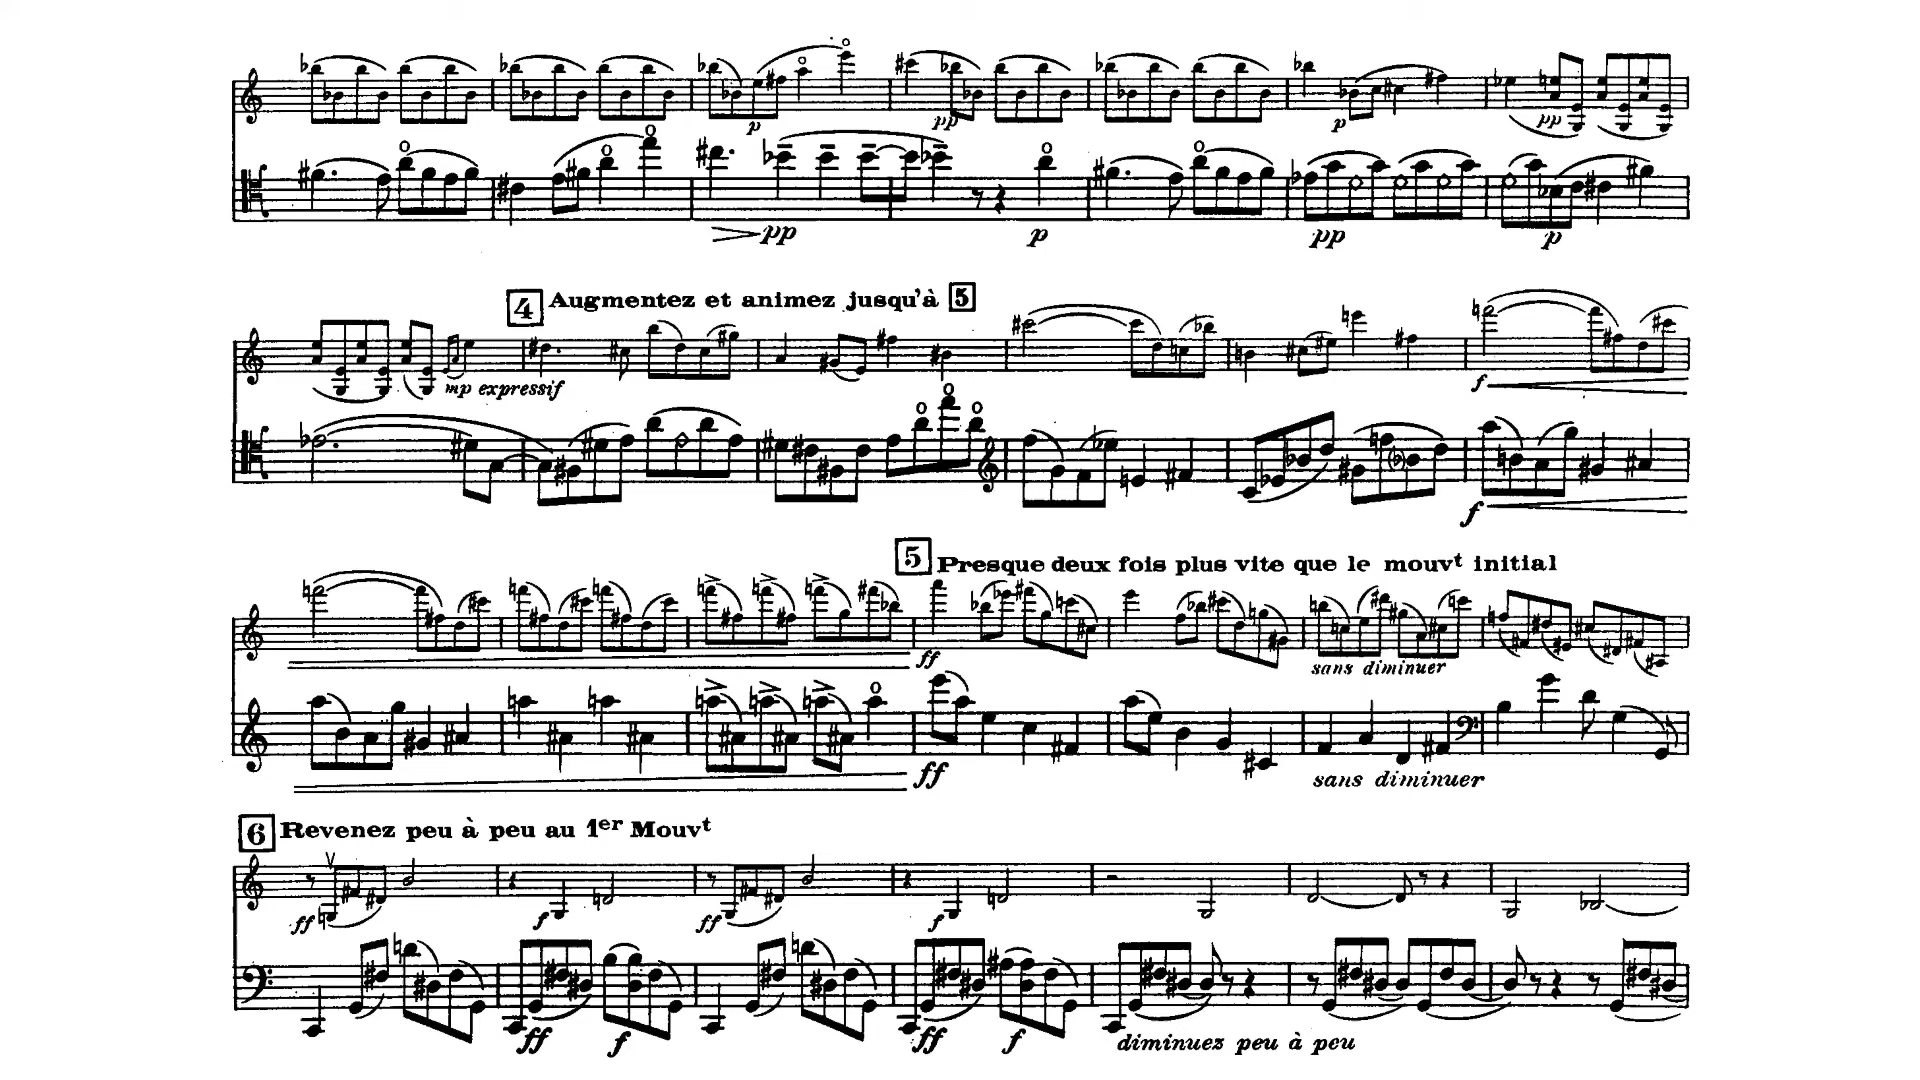 p pp p pp
pp p pp p
4 Augmentez et animez jusqu'à 5
mp expressif f
f
5 Presque deux fois plus vite que le mouvt initial
ff sans diminuer
ff sans diminuer
6 Revenez peu à peu au 1er Mouvt
ff f ff f
ff f ff f diminuez peu à peu